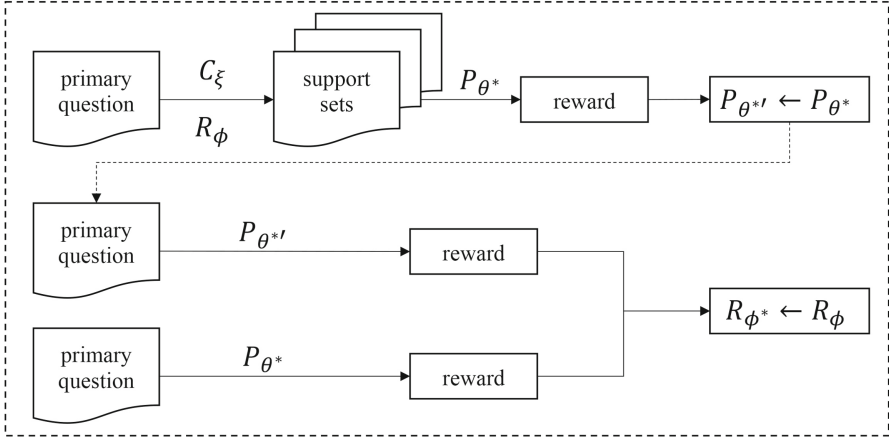 primary
question
C_ξ
R_ϕ
support
sets
P_θ*
reward
P_θ*′ ← P_θ*
primary
question
P_θ*′
reward
R_ϕ* ← R_ϕ
primary
question
P_θ*
reward